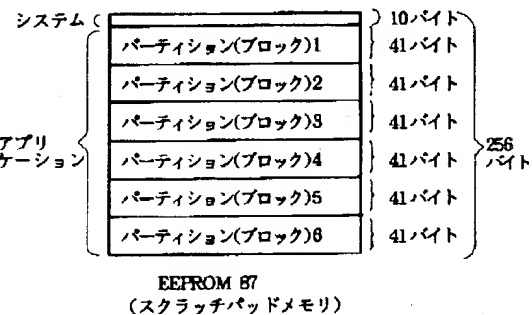 システム
10バイト
パーティション(ブロック)1
41バイト
パーティション(ブロック)2
41バイト
パーティション(ブロック)3
41バイト
アプリ
ケーション
256
バイト
パーティション(ブロック)4
41バイト
パーティション(ブロック)5
41バイト
パーティション(ブロック)6
41バイト
EEPROM 87
(スクラッチパッドメモリ)